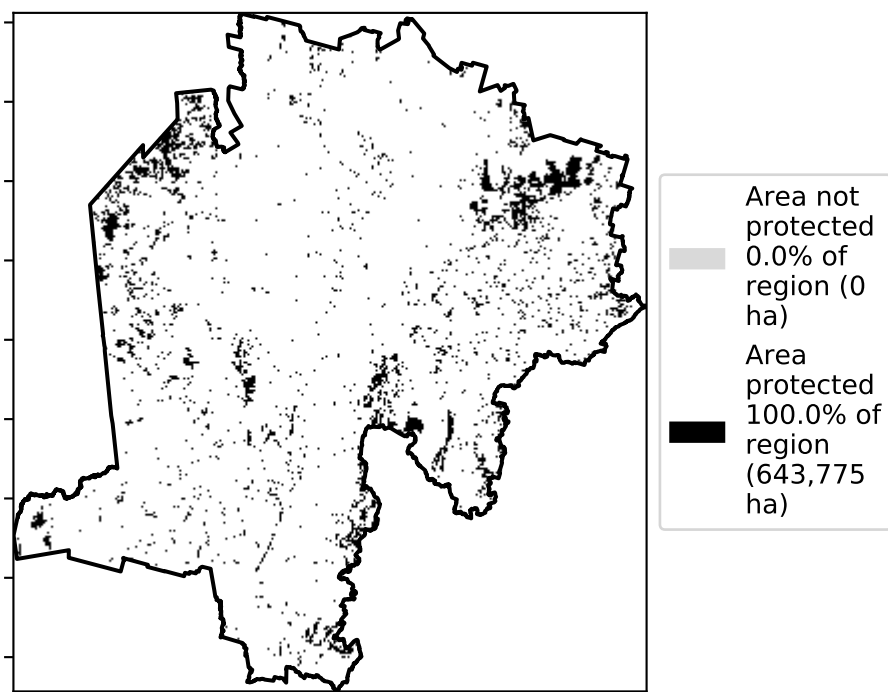 Area not
protected
0.0% of
region (0
ha)
Area
protected
100.0% of
region
(643,775
ha)